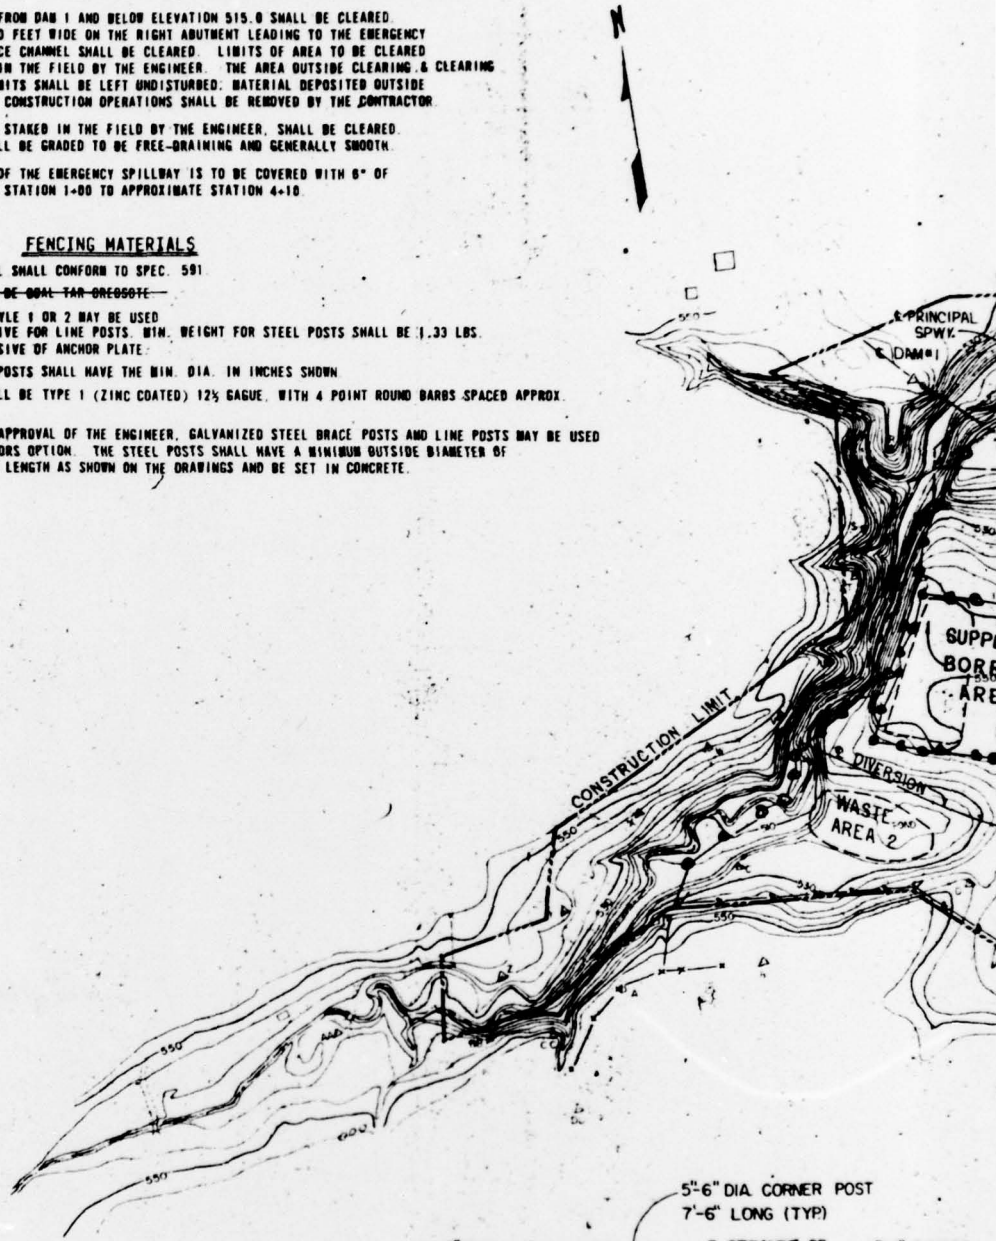 FROM DAM 1 AND BELOW ELEVATION 515.0 SHALL BE CLEARED.
FEET WIDE ON THE RIGHT ABUTMENT LEADING TO THE EMERGENCY
CE CHANNEL SHALL BE CLEARED. LIMITS OF AREA TO BE CLEARED
IN THE FIELD BY THE ENGINEER. THE AREA OUTSIDE CLEARING & CLEARING
MITS SHALL BE LEFT UNDISTURBED; MATERIAL DEPOSITED OUTSIDE
CONSTRUCTION OPERATIONS SHALL BE REMOVED BY THE CONTRACTOR
STAKED IN THE FIELD BY THE ENGINEER, SHALL BE CLEARED.
LL BE GRADED TO BE FREE-DRAINING AND GENERALLY SMOOTH.
OF THE EMERGENCY SPILLWAY IS TO BE COVERED WITH 6" OF
STATION 1+00 TO APPROXIMATE STATION 4+10.
FENCING MATERIALS
L SHALL CONFORM TO SPEC. 591
BE COAL TAR CREOSOTE.
YLE 1 OR 2 MAY BE USED
IVE FOR LINE POSTS. MIN. WEIGHT FOR STEEL POSTS SHALL BE 1.33 LBS.
SIVE OF ANCHOR PLATE.
POSTS SHALL HAVE THE MIN. DIA. IN INCHES SHOWN
LL BE TYPE 1 (ZINC COATED) 12½ GAGUE, WITH 4 POINT ROUND BARBS SPACED APPROX.
APPROVAL OF THE ENGINEER, GALVANIZED STEEL BRACE POSTS AND LINE POSTS MAY BE USED
ORS OPTION. THE STEEL POSTS SHALL HAVE A MINIMUM OUTSIDE DIAMETER OF
LENGTH AS SHOWN ON THE DRAWINGS AND BE SET IN CONCRETE.
N
550
℄ PRINCIPAL
SPWY.
℄ DAM#1
530
SUPP
BORR
550
ARE
CONSTRUCTION LIMIT
℄ DIVERSION
WASTE
AREA 2
550
530
550
550
550
5"-6" DIA. CORNER POST
7'-6" LONG (TYP.)